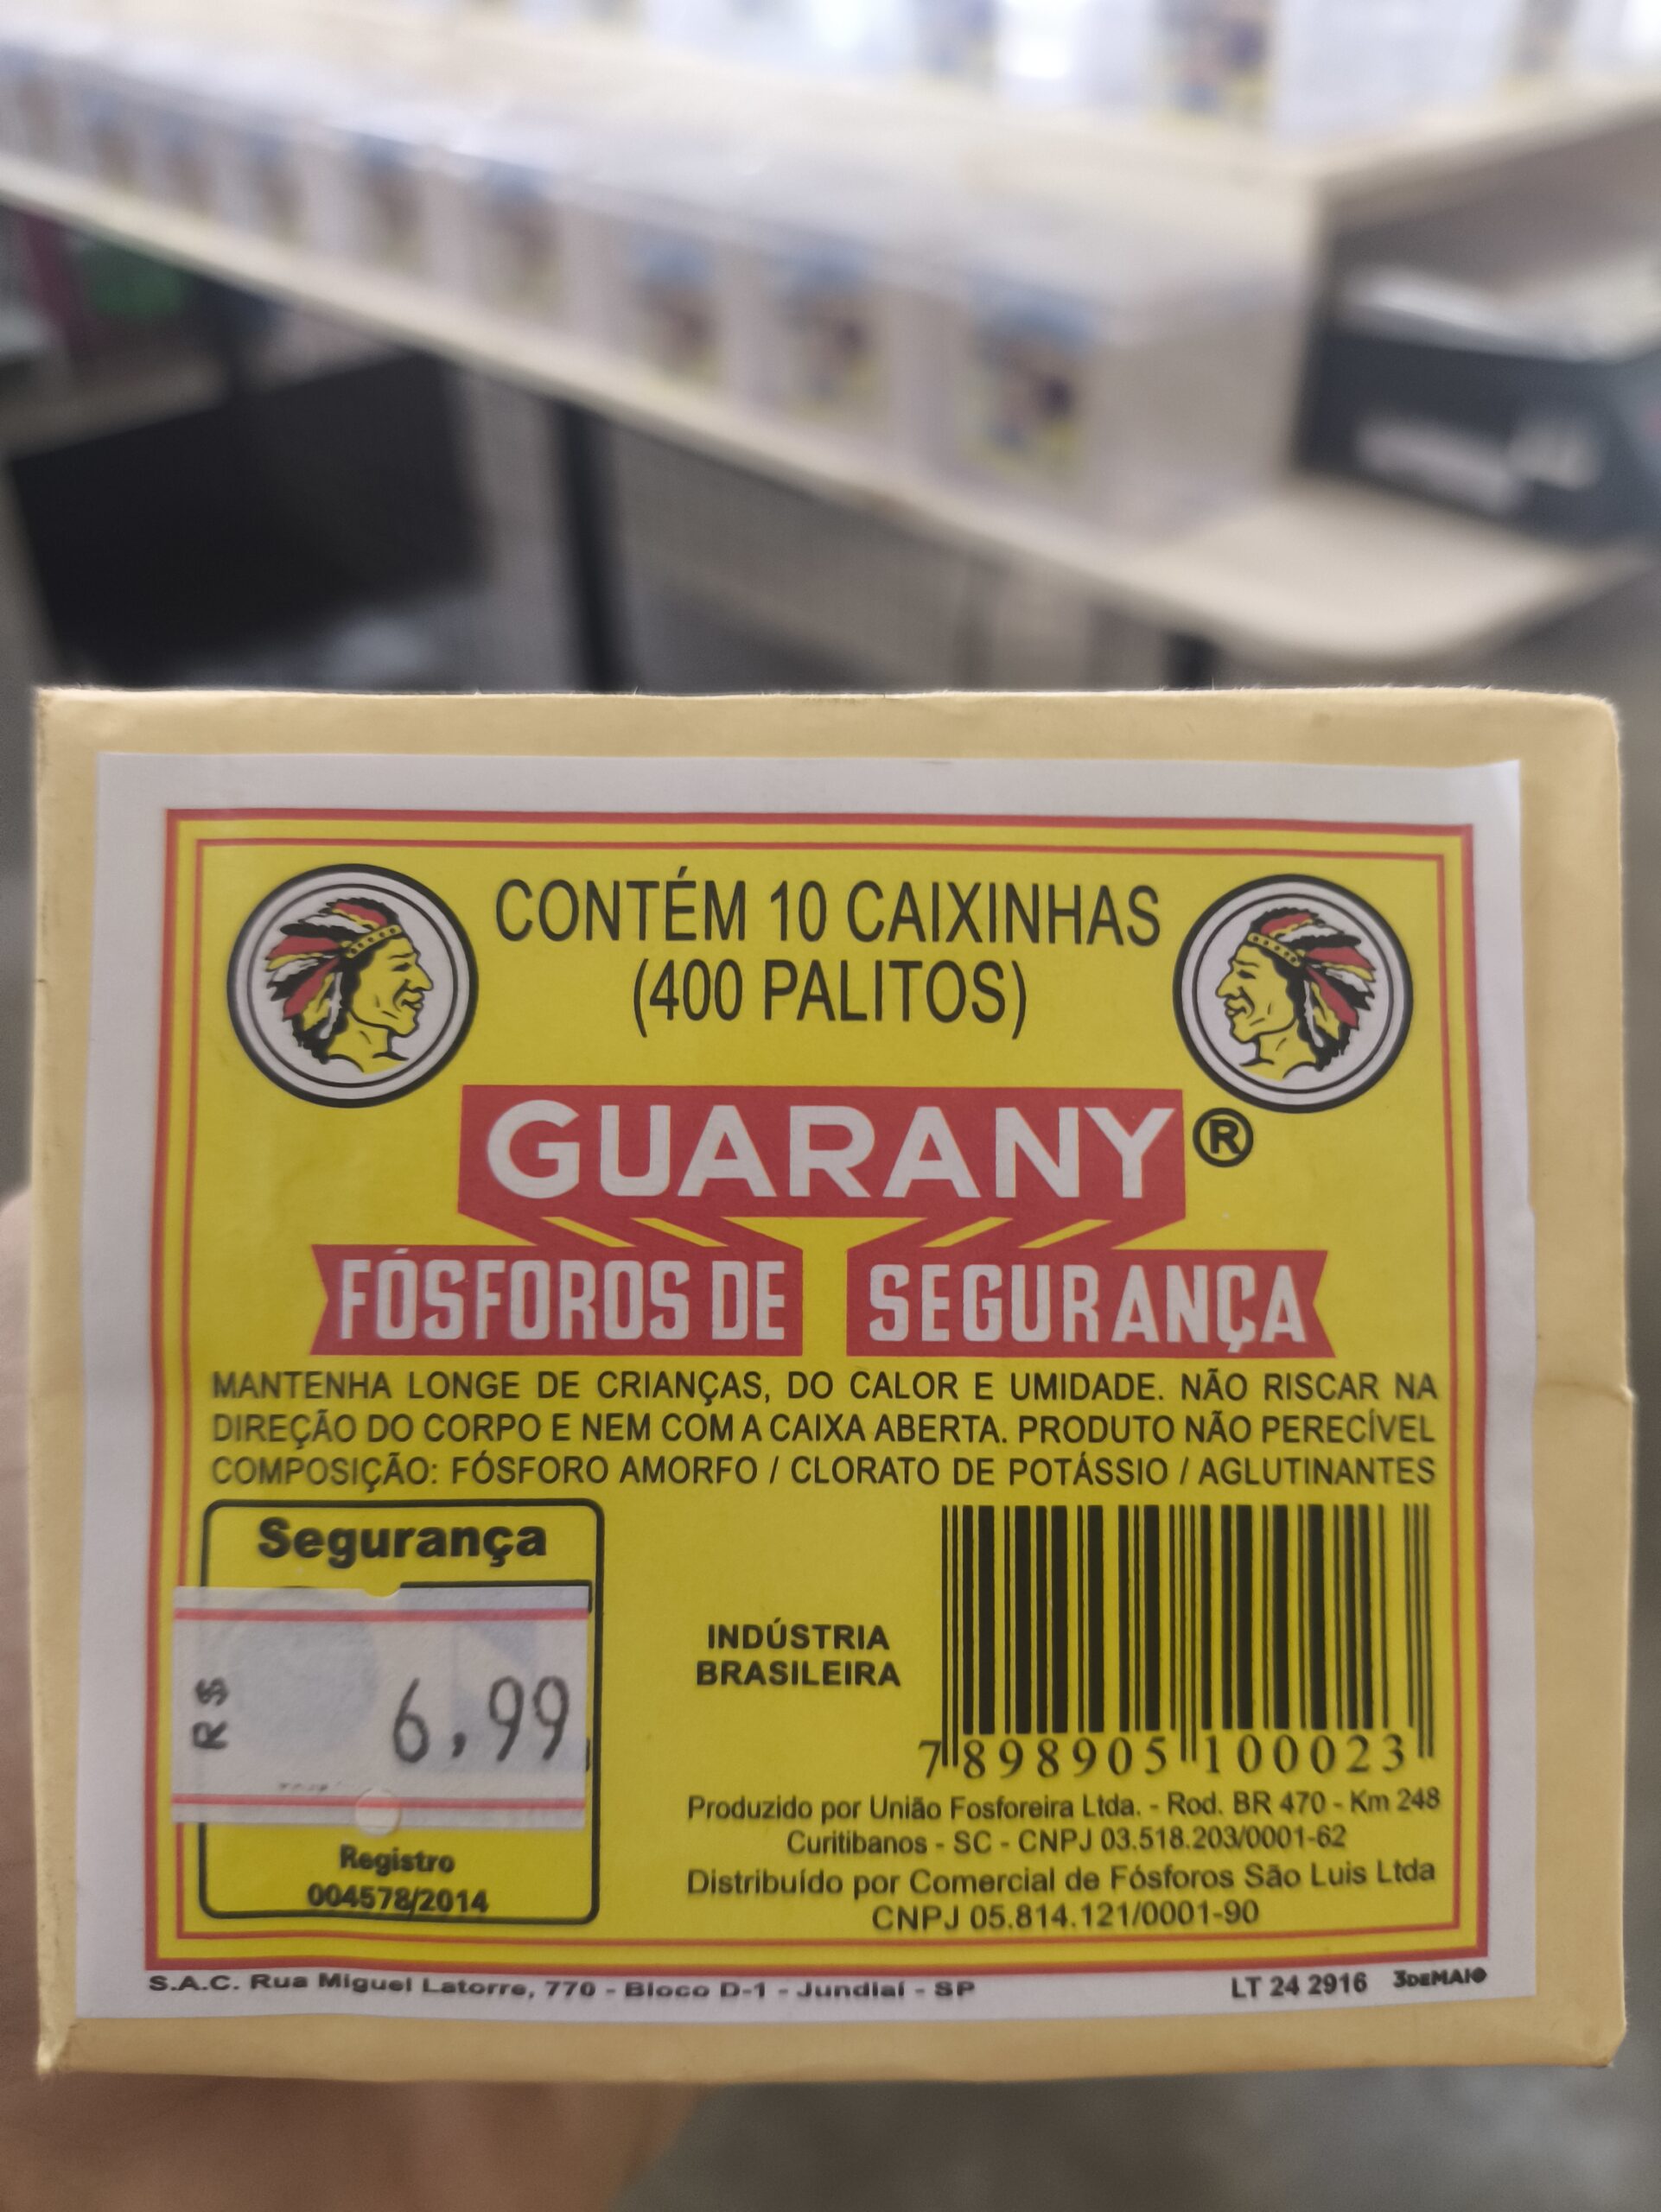 CONTÉM 10 CAIXINHAS
(400 PALITOS)
GUARANY®
FÓSFOROS DE SEGURANÇA
MANTENHA LONGE DE CRIANÇAS, DO CALOR E UMIDADE. NÃO RISCAR NA
DIREÇÃO DO CORPO E NEM COM A CAIXA ABERTA. PRODUTO NÃO PERECÍVEL
COMPOSIÇÃO: FÓSFORO AMORFO / CLORATO DE POTÁSSIO / AGLUTINANTES
Segurança
R$ 6,99
Registro
004578/2014
INDÚSTRIA
BRASILEIRA
7 898905 100023
Produzido por União Fosforeira Ltda. - Rod. BR 470 - Km 248
Curitibanos - SC - CNPJ 03.518.203/0001-62
Distribuído por Comercial de Fósforos São Luis Ltda
CNPJ 05.814.121/0001-90
S.A.C. Rua Miguel Latorre, 770 - Bloco D-1 - Jundiaí - SP
LT 24 2916 3DEMAIO